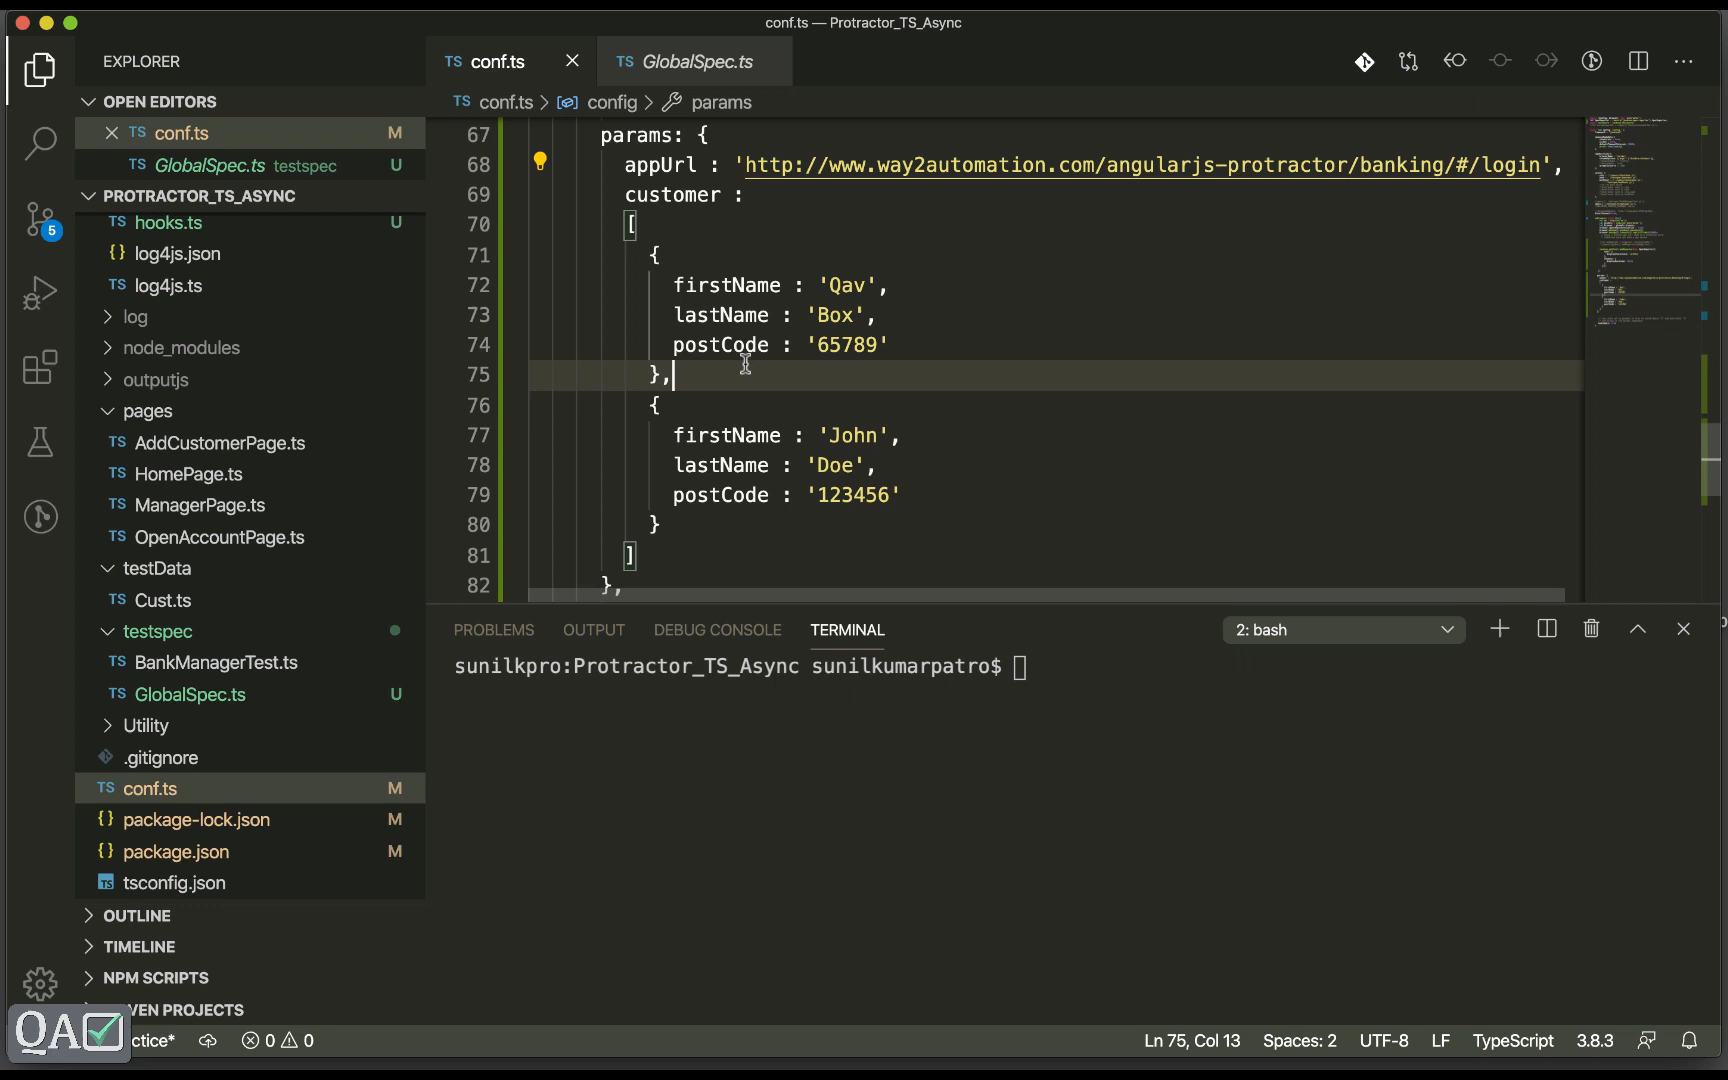 conf.ts — Protractor_TS_Async
EXPLORER
TS conf.ts
TS GlobalSpec.ts
OPEN EDITORS
TS conf.ts M
TS GlobalSpec.ts testspec U
PROTRACTOR_TS_ASYNC
TS hooks.ts U
{} log4js.json
TS log4js.ts
log
node_modules
outputjs
pages
TS AddCustomerPage.ts
TS HomePage.ts
TS ManagerPage.ts
TS OpenAccountPage.ts
testData
TS Cust.ts
testspec
TS BankManagerTest.ts
TS GlobalSpec.ts U
Utility
.gitignore
TS conf.ts M
{} package-lock.json M
{} package.json M
TS tsconfig.json
OUTLINE
TIMELINE
NPM SCRIPTS
VEN PROJECTS
5
TS conf.ts > config > params
67 params: {
68 appUrl : 'http://www.way2automation.com/angularjs-protractor/banking/#/login',
69 customer :
70 [
71 {
72 firstName : 'Qav',
73 lastName : 'Box',
74 postCode : '65789'
75 },
76 {
77 firstName : 'John',
78 lastName : 'Doe',
79 postCode : '123456'
80 }
81 ]
82 },
PROBLEMS OUTPUT DEBUG CONSOLE TERMINAL 2: bash
sunilkpro:Protractor_TS_Async sunilkumarpatro$
QA
ctice* 0 0 Ln 75, Col 13 Spaces: 2 UTF-8 LF TypeScript 3.8.3